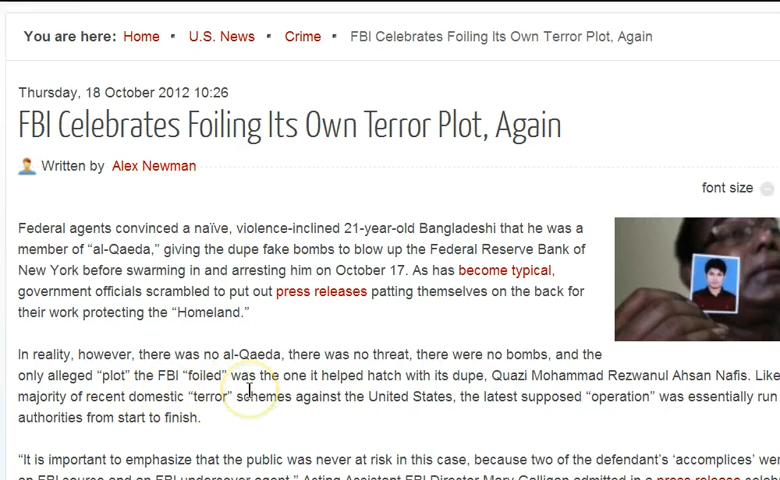 You are here: Home ▪ U.S. News ▪ Crime ▪ FBI Celebrates Foiling Its Own Terror Plot, Again
Thursday, 18 October 2012 10:26
FBI Celebrates Foiling Its Own Terror Plot, Again
Written by Alex Newman
font size
Federal agents convinced a naïve, violence-inclined 21-year-old Bangladeshi that he was a
member of “al-Qaeda,” giving the dupe fake bombs to blow up the Federal Reserve Bank of
New York before swarming in and arresting him on October 17. As has become typical,
government officials scrambled to put out press releases patting themselves on the back for
their work protecting the “Homeland.”
In reality, however, there was no al-Qaeda, there was no threat, there were no bombs, and the
only alleged “plot” the FBI “foiled” was the one it helped hatch with its dupe, Quazi Mohammad Rezwanul Ahsan Nafis. Like
majority of recent domestic “terror” schemes against the United States, the latest supposed “operation” was essentially run
authorities from start to finish.
“It is important to emphasize that the public was never at risk in this case, because two of the defendant’s ‘accomplices’ wer
an FBI source and an FBI undercover agent,” Acting Assistant FBI Director Mary Galligan admitted in a press release